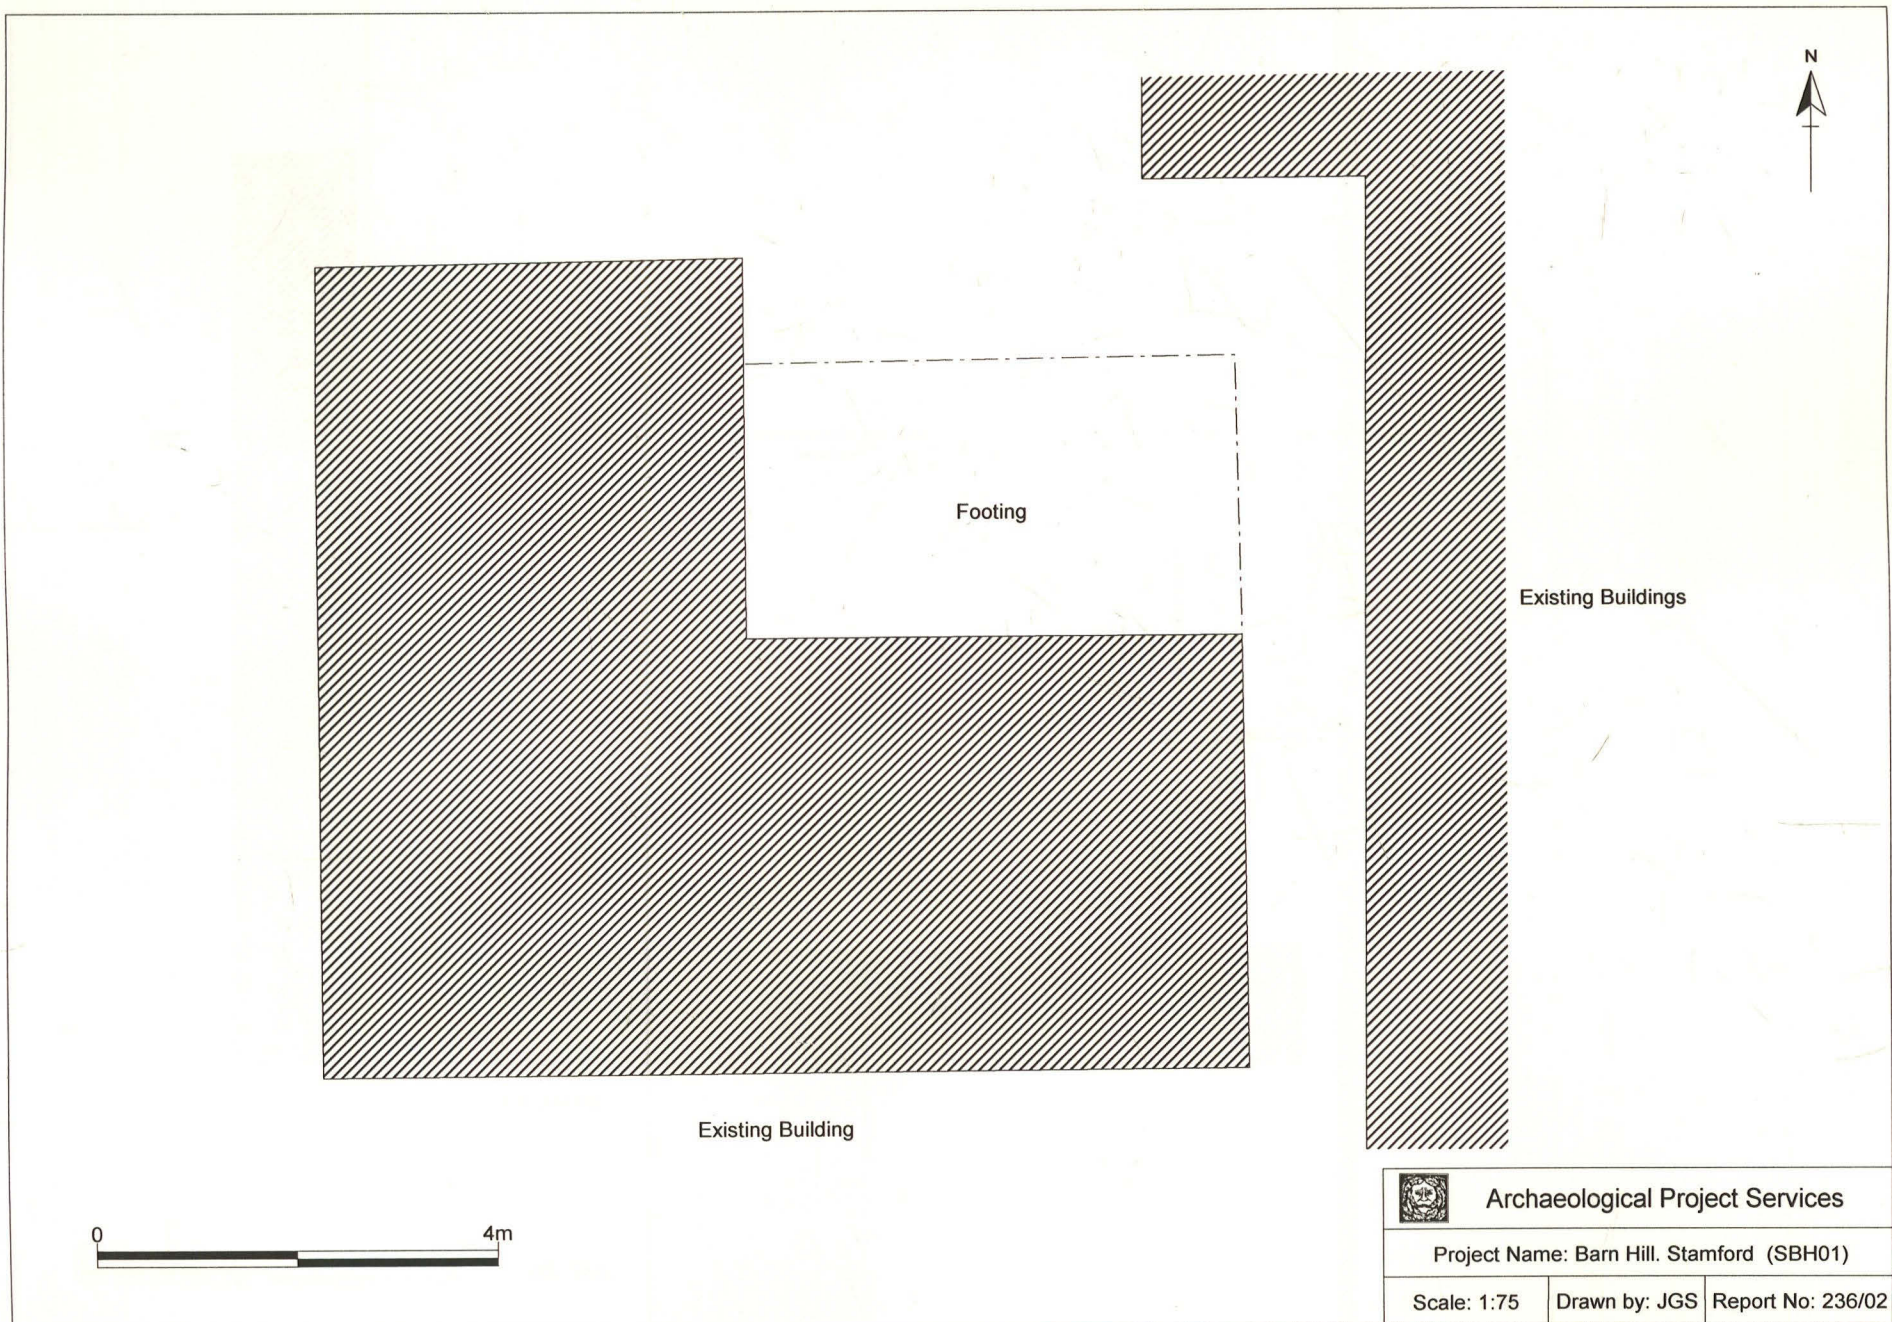 N
Footing
Existing Buildings
Existing Building
0 4m
Archaeological Project Services
Project Name: Barn Hill. Stamford (SBH01)
Scale: 1:75 Drawn by: JGS Report No: 236/02